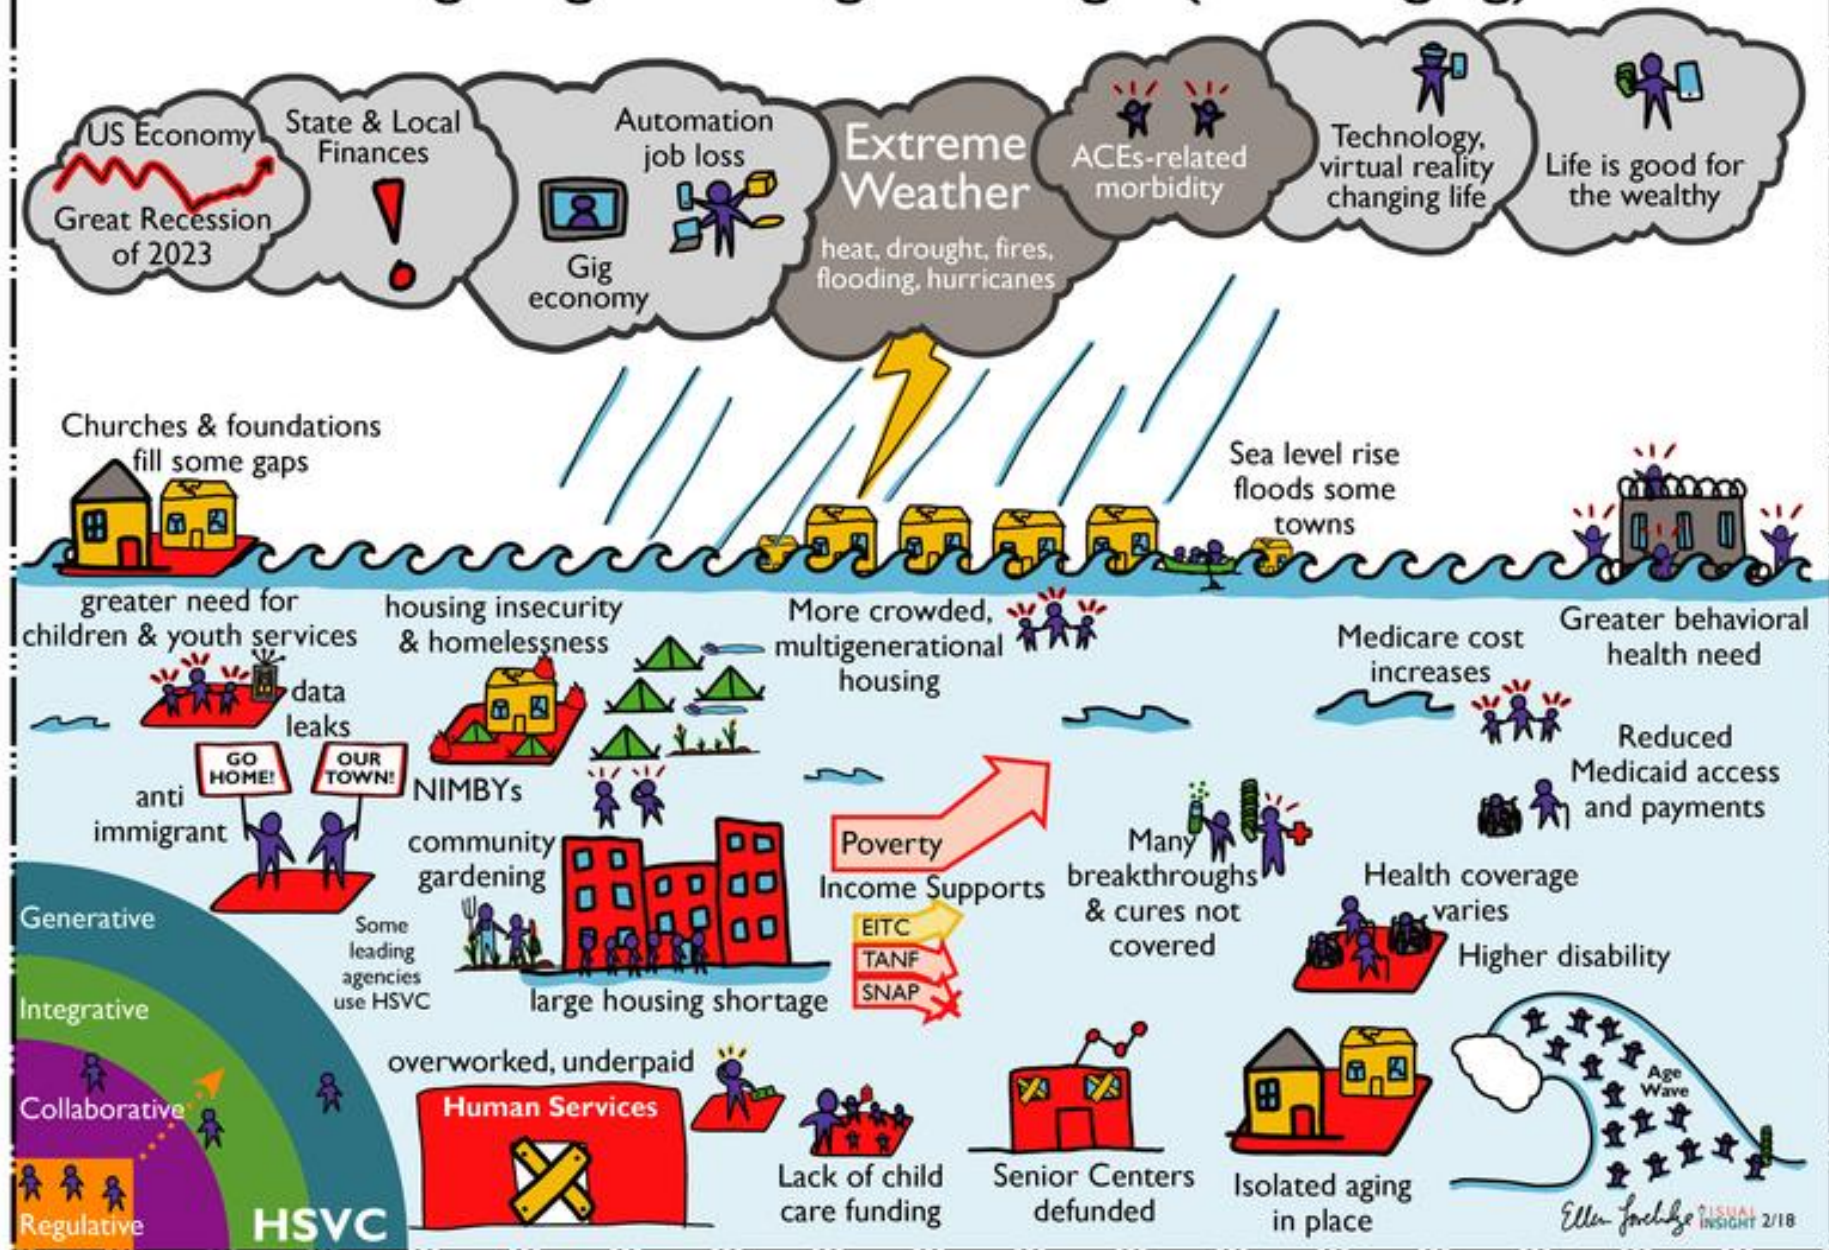 US Economy
Great Recession
of 2023
State & Local
Finances
Automation
job loss
Gig
economy
Extreme
Weather
heat, drought, fires,
flooding, hurricanes
ACEs-related
morbidity
Technology,
virtual reality
changing life
Life is good for
the wealthy
Churches & foundations
fill some gaps
Sea level rise
floods some
towns
greater need for
children & youth services
data
leaks
housing insecurity
& homelessness
More crowded,
multigenerational
housing
Medicare cost
increases
Greater behavioral
health need
Reduced
Medicaid access
and payments
GO
HOME!
OUR
TOWN!
anti
immigrant
NIMBYs
community
gardening
Some
leading
agencies
use HSVC
large housing shortage
Poverty
Income Supports
EITC
TANF
SNAP
Many
breakthroughs
& cures not
covered
Health coverage
varies
Higher disability
Generative
Integrative
Collaborative
Regulative
HSVC
overworked, underpaid
Human Services
Lack of child
care funding
Senior Centers
defunded
Isolated aging
in place
Age
Wave
Ellen Lovelidge VISUAL
INSIGHT 2/18